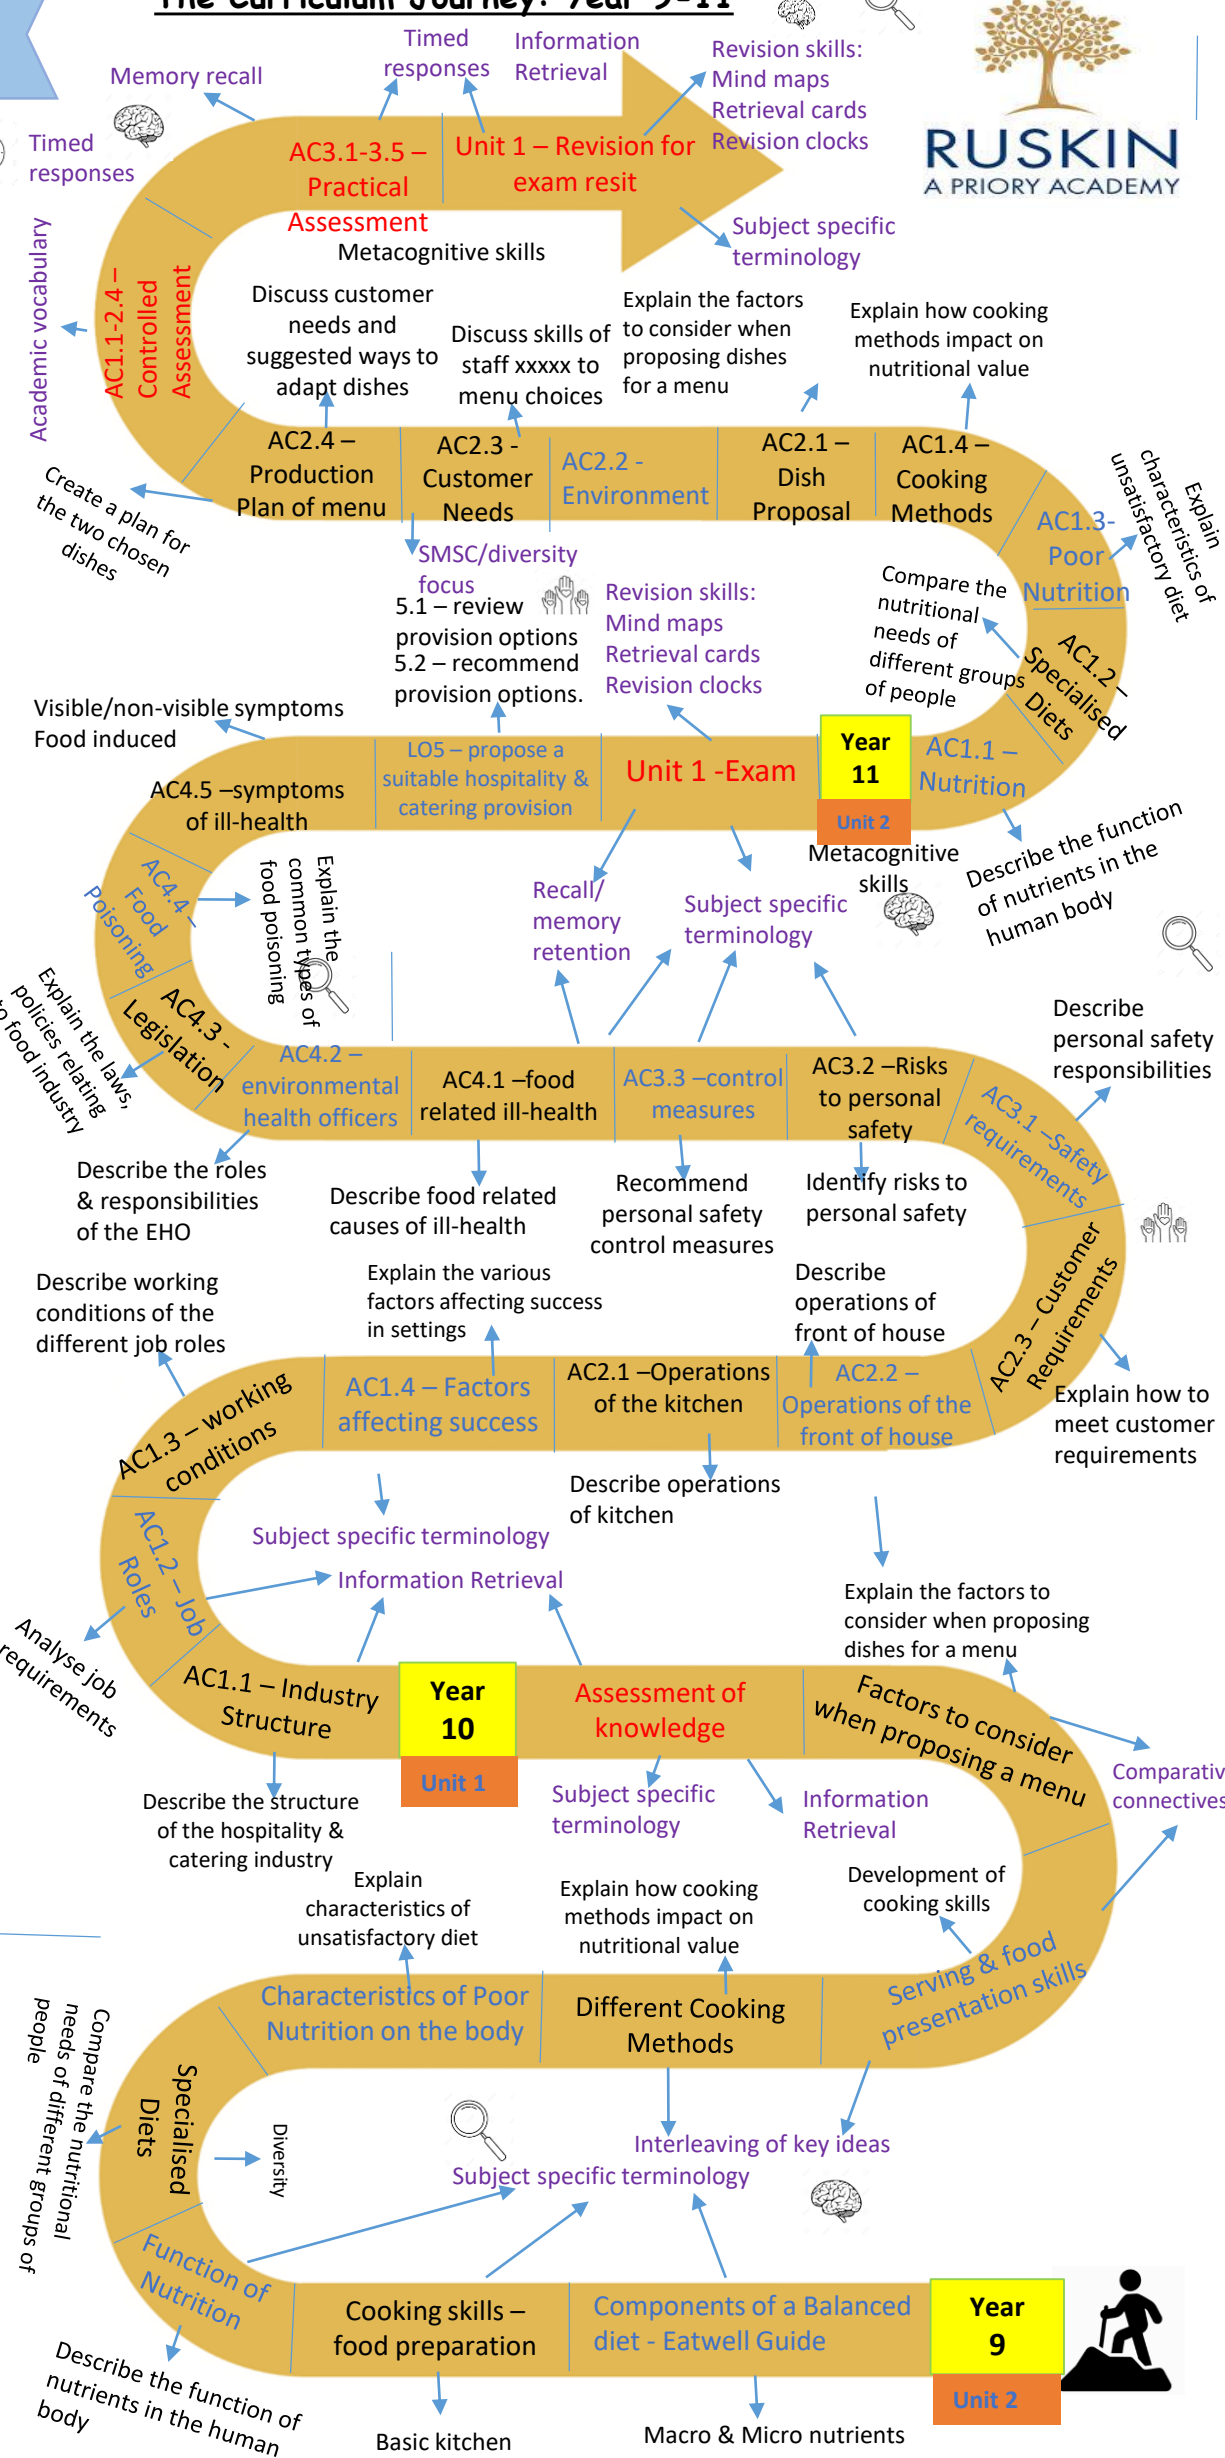 The Curriculum Journey: Year 9-11
RUSKIN
A PRIORY ACADEMY
Memory recall
Timed
responses
Information
Retrieval
Revision skills:
Mind maps
Retrieval cards
Revision clocks
Timed
responses
AC3.1-3.5 –
Practical
Assessment
Unit 1 – Revision for
exam resit
Subject specific
terminology
Metacognitive skills
Academic vocabulary
AC1.1-2.4 –
Controlled
Assessment
Discuss customer
needs and
suggested ways to
adapt dishes
Discuss skills of
staff xxxxx to
menu choices
Explain the factors
to consider when
proposing dishes
for a menu
Explain how cooking
methods impact on
nutritional value
AC2.4 –
Production
Plan of menu
AC2.3 -
Customer
Needs
AC2.2 -
Environment
AC2.1 –
Dish
Proposal
AC1.4 –
Cooking
Methods
AC1.3-
Poor
Nutrition
Explain
characteristics of
unsatisfactory diet
Create a plan for
the two chosen
dishes
SMSC/diversity
focus
5.1 – review
provision options
5.2 – recommend
provision options.
Revision skills:
Mind maps
Retrieval cards
Revision clocks
Compare the
nutritional
needs of
different groups
of people
AC1.2 –
Specialised
Diets
Visible/non-visible symptoms
Food induced
AC4.5 –symptoms
of ill-health
LO5 – propose a
suitable hospitality &
catering provision
Unit 1 -Exam
Year
11
Unit 2
AC1.1 –
Nutrition
Metacognitive
skills
Describe the function
of nutrients in the
human body
AC4.4 –
Food
Poisoning
Explain the
common types of
food poisoning
Recall/
memory
retention
Subject specific
terminology
AC4.3 -
Legislation
Explain the laws,
policies relating
to food industry
AC4.2 –
environmental
health officers
AC4.1 –food
related ill-health
AC3.3 –control
measures
AC3.2 –Risks
to personal
safety
AC3.1 –Safety
requirements
Describe
personal safety
responsibilities
Describe the roles
& responsibilities
of the EHO
Describe food related
causes of ill-health
Recommend
personal safety
control measures
Identify risks to
personal safety
AC2.3 – Customer
Requirements
Describe working
conditions of the
different job roles
Explain the various
factors affecting success
in settings
Describe
operations of
front of house
AC1.3 – working
conditions
AC1.4 – Factors
affecting success
AC2.1 –Operations
of the kitchen
AC2.2 –
Operations of the
front of house
Explain how to
meet customer
requirements
Describe operations
of kitchen
AC1.2 – Job
Roles
Subject specific terminology
Information Retrieval
Analyse job
requirements
Explain the factors to
consider when proposing
dishes for a menu
AC1.1 – Industry
Structure
Year
10
Unit 1
Assessment of
knowledge
Factors to consider
when proposing a menu
Describe the structure
of the hospitality &
catering industry
Subject specific
terminology
Information
Retrieval
Comparativ
connectives
Explain
characteristics of
unsatisfactory diet
Explain how cooking
methods impact on
nutritional value
Development of
cooking skills
Characteristics of Poor
Nutrition on the body
Different Cooking
Methods
Serving & food
presentation skills
Compare the nutritional
needs of different groups of
people
Specialised
Diets
Diversity
Interleaving of key ideas
Subject specific terminology
Function of
Nutrition
Cooking skills –
food preparation
Components of a Balanced
diet - Eatwell Guide
Year
9
Unit 2
Describe the function of
nutrients in the human
body
Basic kitchen
Macro & Micro nutrients